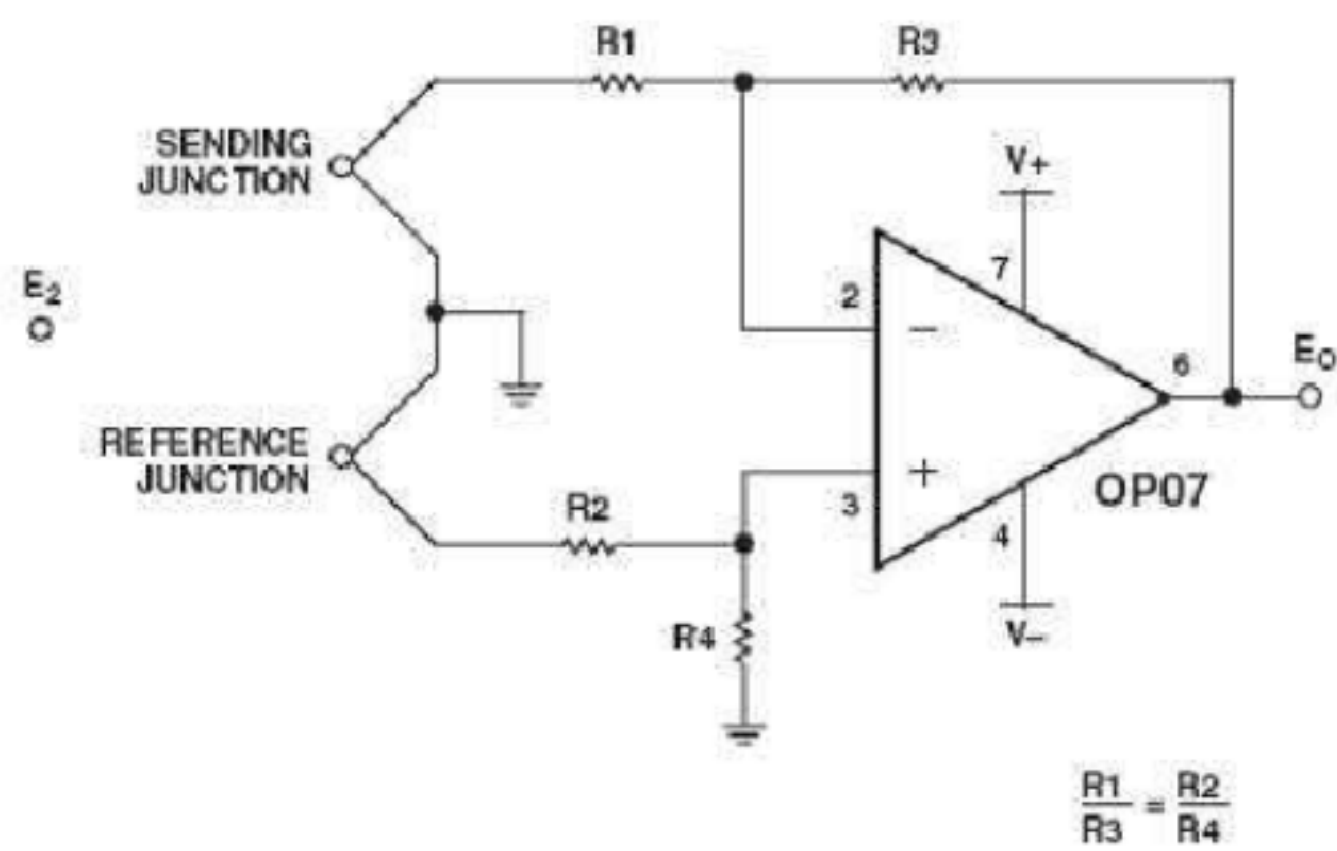 R1
R3
SENDING
JUNCTION
V+
7
2
−
E2
6
EO
REFERENCE
JUNCTION
+
3
OP07
R2
4
R4
V−
R1 = R2
R3 R4